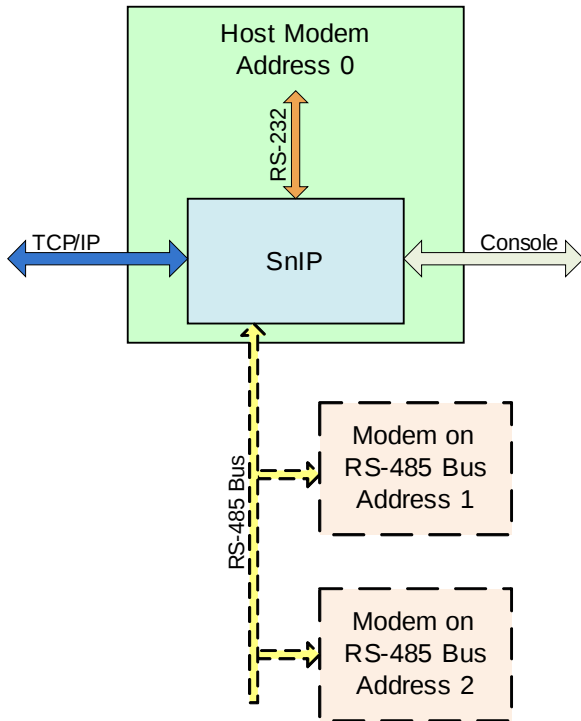 Host Modem
Address 0
RS-232
TCP/IP
SnIP
Console
RS-485 Bus
Modem on
RS-485 Bus
Address 1
Modem on
RS-485 Bus
Address 2